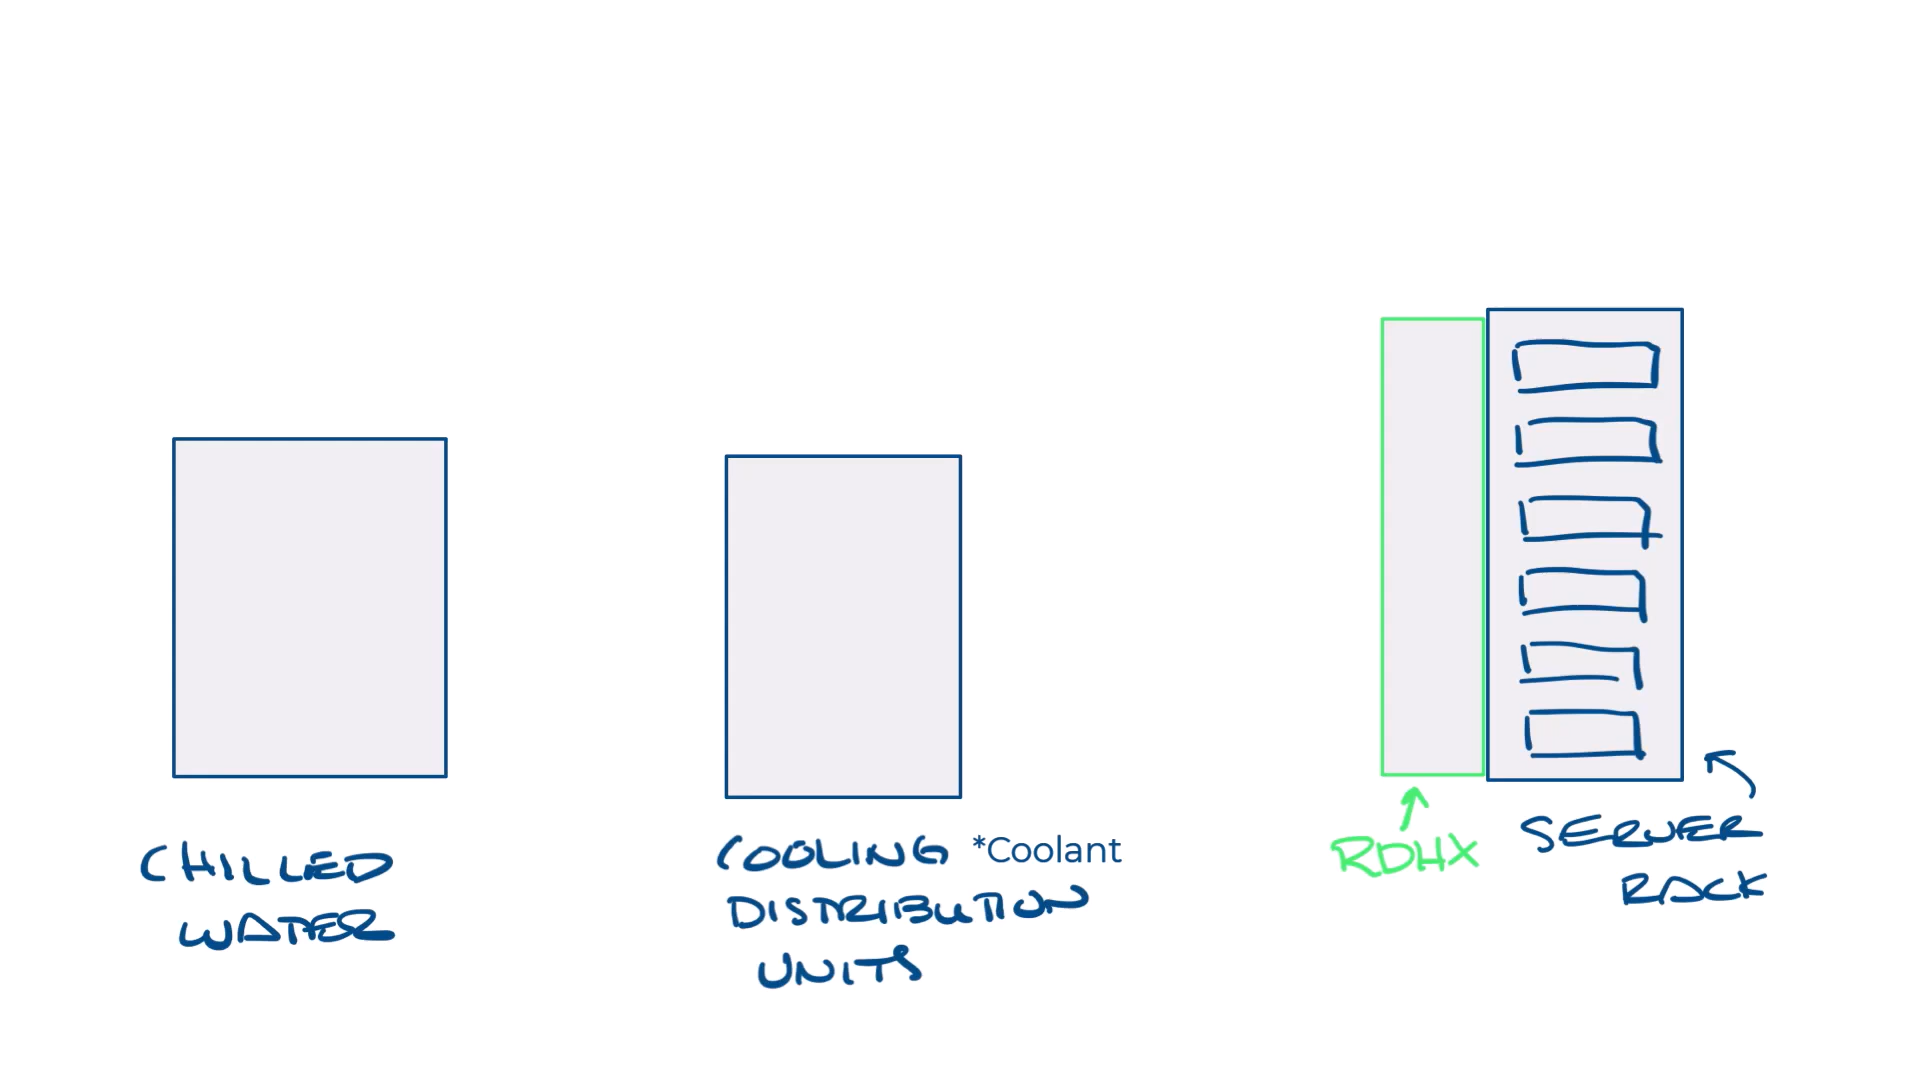 CHILLED
WATER
COOLING *Coolant
DISTRIBUTION
UNITS
RDHX
SERVER
RACK